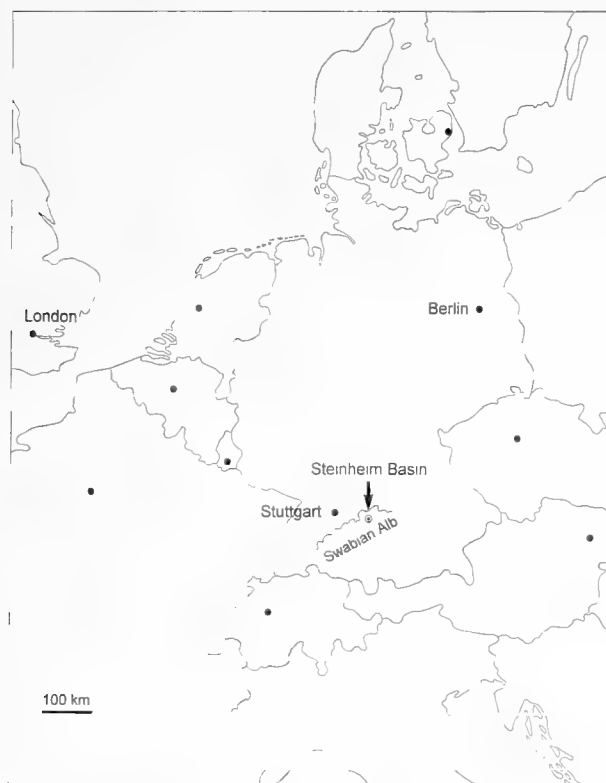 London
Berlin
Steinheim Basin
Stuttgart
Swabian Alb
100 km